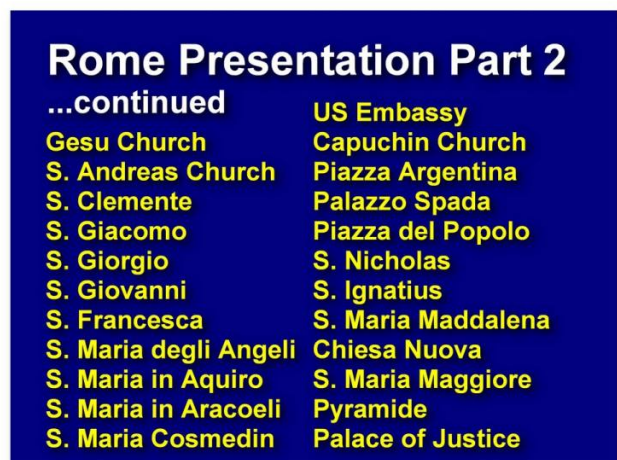 Rome Presentation Part 2
...continued
Gesu Church
S. Andreas Church
S. Clemente
S. Giacomo
S. Giorgio
S. Giovanni
S. Francesca
S. Maria degli Angeli
S. Maria in Aquiro
S. Maria in Aracoeli
S. Maria Cosmedin
US Embassy
Capuchin Church
Piazza Argentina
Palazzo Spada
Piazza del Popolo
S. Nicholas
S. Ignatius
S. Maria Maddalena
Chiesa Nuova
S. Maria Maggiore
Pyramide
Palace of Justice